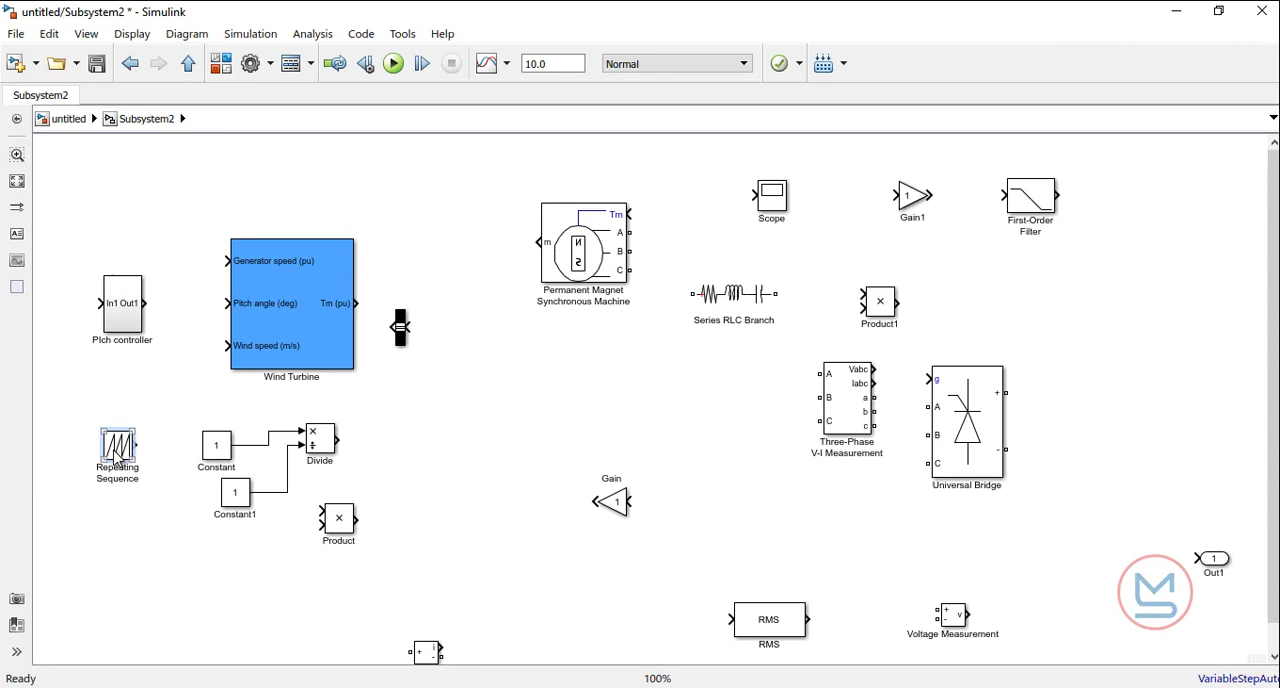 untitled/Subsystem2 * - Simulink
File Edit View Display Diagram Simulation Analysis Code Tools Help
10.0
Normal
Subsystem2
untitled Subsystem2
Scope
1
Gain1
First-Order
Filter
Tm
m
A
B
C
N
S
Permanent Magnet
Synchronous Machine
Generator speed (pu)
Pitch angle (deg)
Tm (pu)
Wind speed (m/s)
Wind Turbine
In1 Out1
PIch controller
Series RLC Branch
×
Product1
A
B
C
Vabc
Iabc
a
b
c
Three-Phase
V-I Measurement
g
A
B
C
+
-
Universal Bridge
Repeating
Sequence
1
Constant
×
÷
Divide
1
Constant1
×
Product
Gain
1
1
Out1
MS
RMS
RMS
+
-
v
Voltage Measurement
+
i
-
Ready
100%
VariableStepAuto